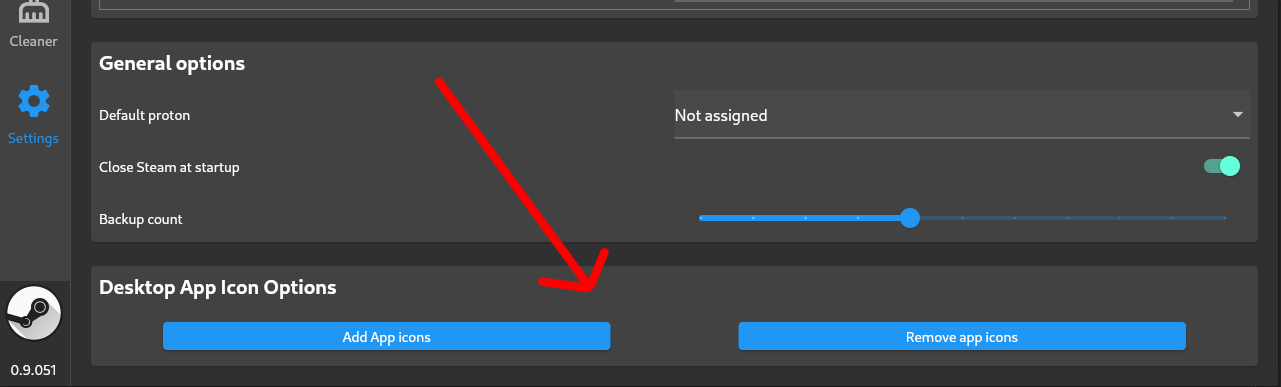 Cleaner
Settings
0.9.051
General options
Default proton
Not assigned
Close Steam at startup
Backup count
Desktop App Icon Options
Add App icons
Remove app icons